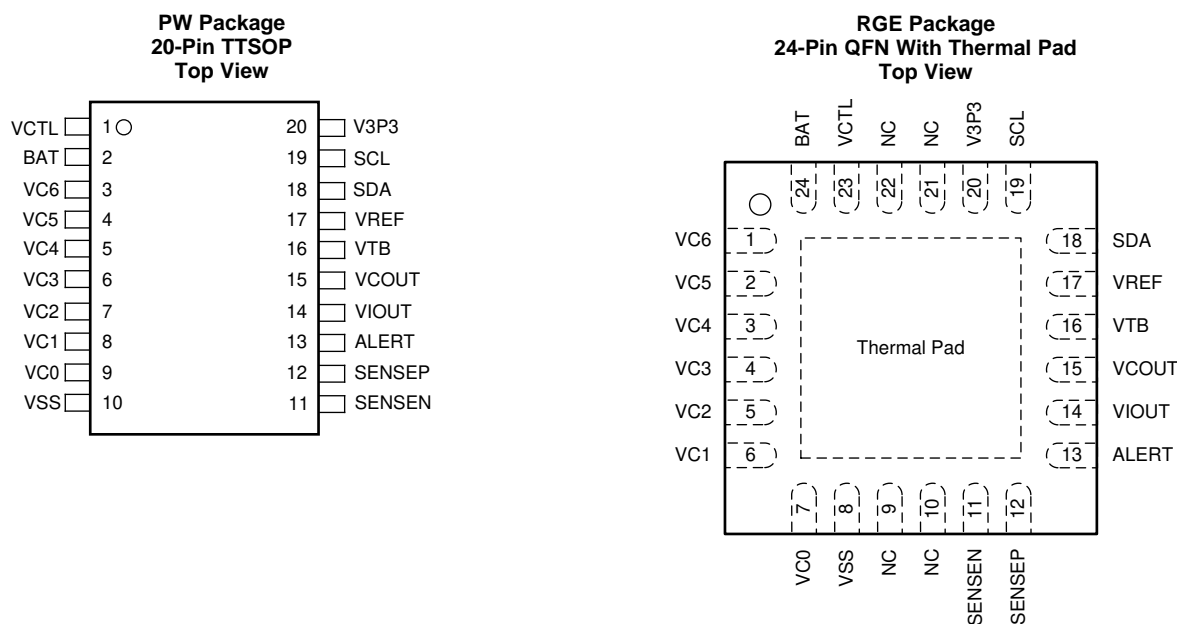 PW Package
20-Pin TTSOP
Top View
VCTL 1 20 V3P3
BAT 2 19 SCL
VC6 3 18 SDA
VC5 4 17 VREF
VC4 5 16 VTB
VC3 6 15 VCOUT
VC2 7 14 VIOUT
VC1 8 13 ALERT
VC0 9 12 SENSEP
VSS 10 11 SENSEN
RGE Package
24-Pin QFN With Thermal Pad
Top View
BAT VCTL NC NC V3P3 SCL
24 23 22 21 20 19
VC6 1 18 SDA
VC5 2 17 VREF
VC4 3 16 VTB
Thermal Pad
VC3 4 15 VCOUT
VC2 5 14 VIOUT
VC1 6 13 ALERT
7 8 9 10 11 12
VC0 VSS NC NC SENSEN SENSEP